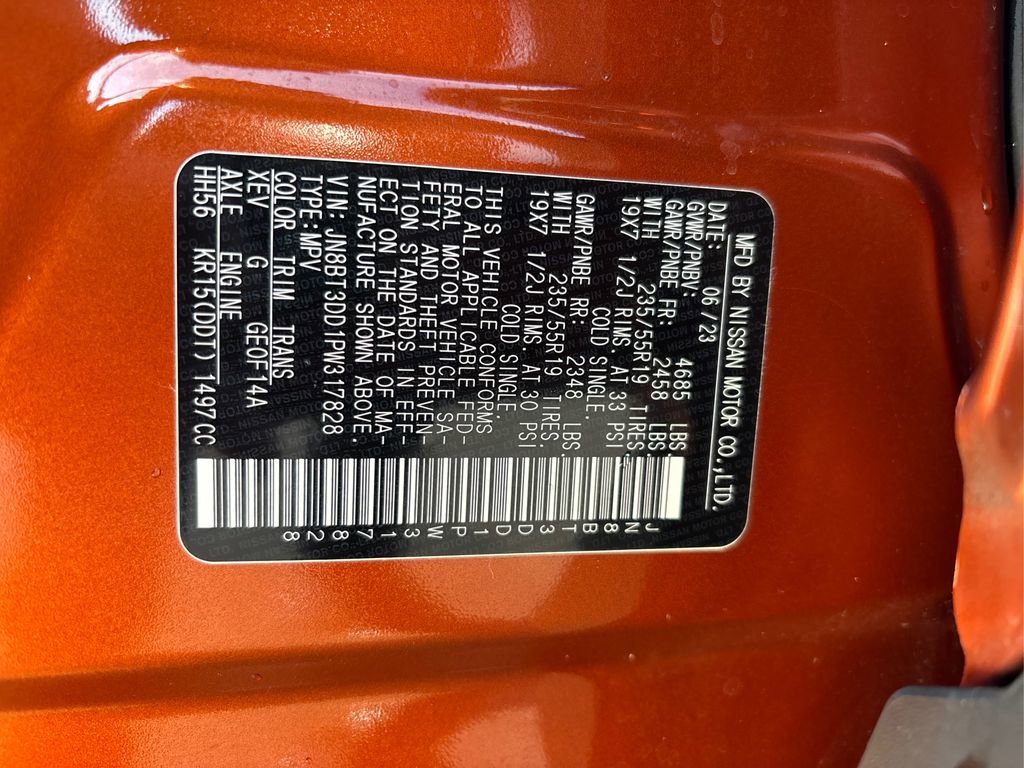 MFD BY NISSAN MOTOR CO.,LTD.
DATE: 06 /23
GVWR/PNBV: 4685 LBS.
GAWR/PNBE FR: 2458 LBS.
WITH 235/55R19 TIRES,
19X7 1/2J RIMS. AT 33 PSI
COLD SINGLE.
GAWR/PNBE RR: 2348 LBS.
WITH 235/55R19 TIRES,
19X7 1/2J RIMS. AT 30 PSI
COLD SINGLE.
THIS VEHICLE CONFORMS
TO ALL APPLICABLE FED-
ERAL MOTOR VEHICLE SA-
FETY AND THEFT PREVEN-
TION STANDARDS IN EFF-
ECT ON THE DATE OF MA-
NUFACTURE SHOWN ABOVE.
VIN: JN8BT3DD1PW317828
TYPE:MPV
COLOR TRIM TRANS
XEV G GE0F14A
AXLE ENGINE
HH56 KR15(DDT)1497CC
JN8BT3DD1PW317828